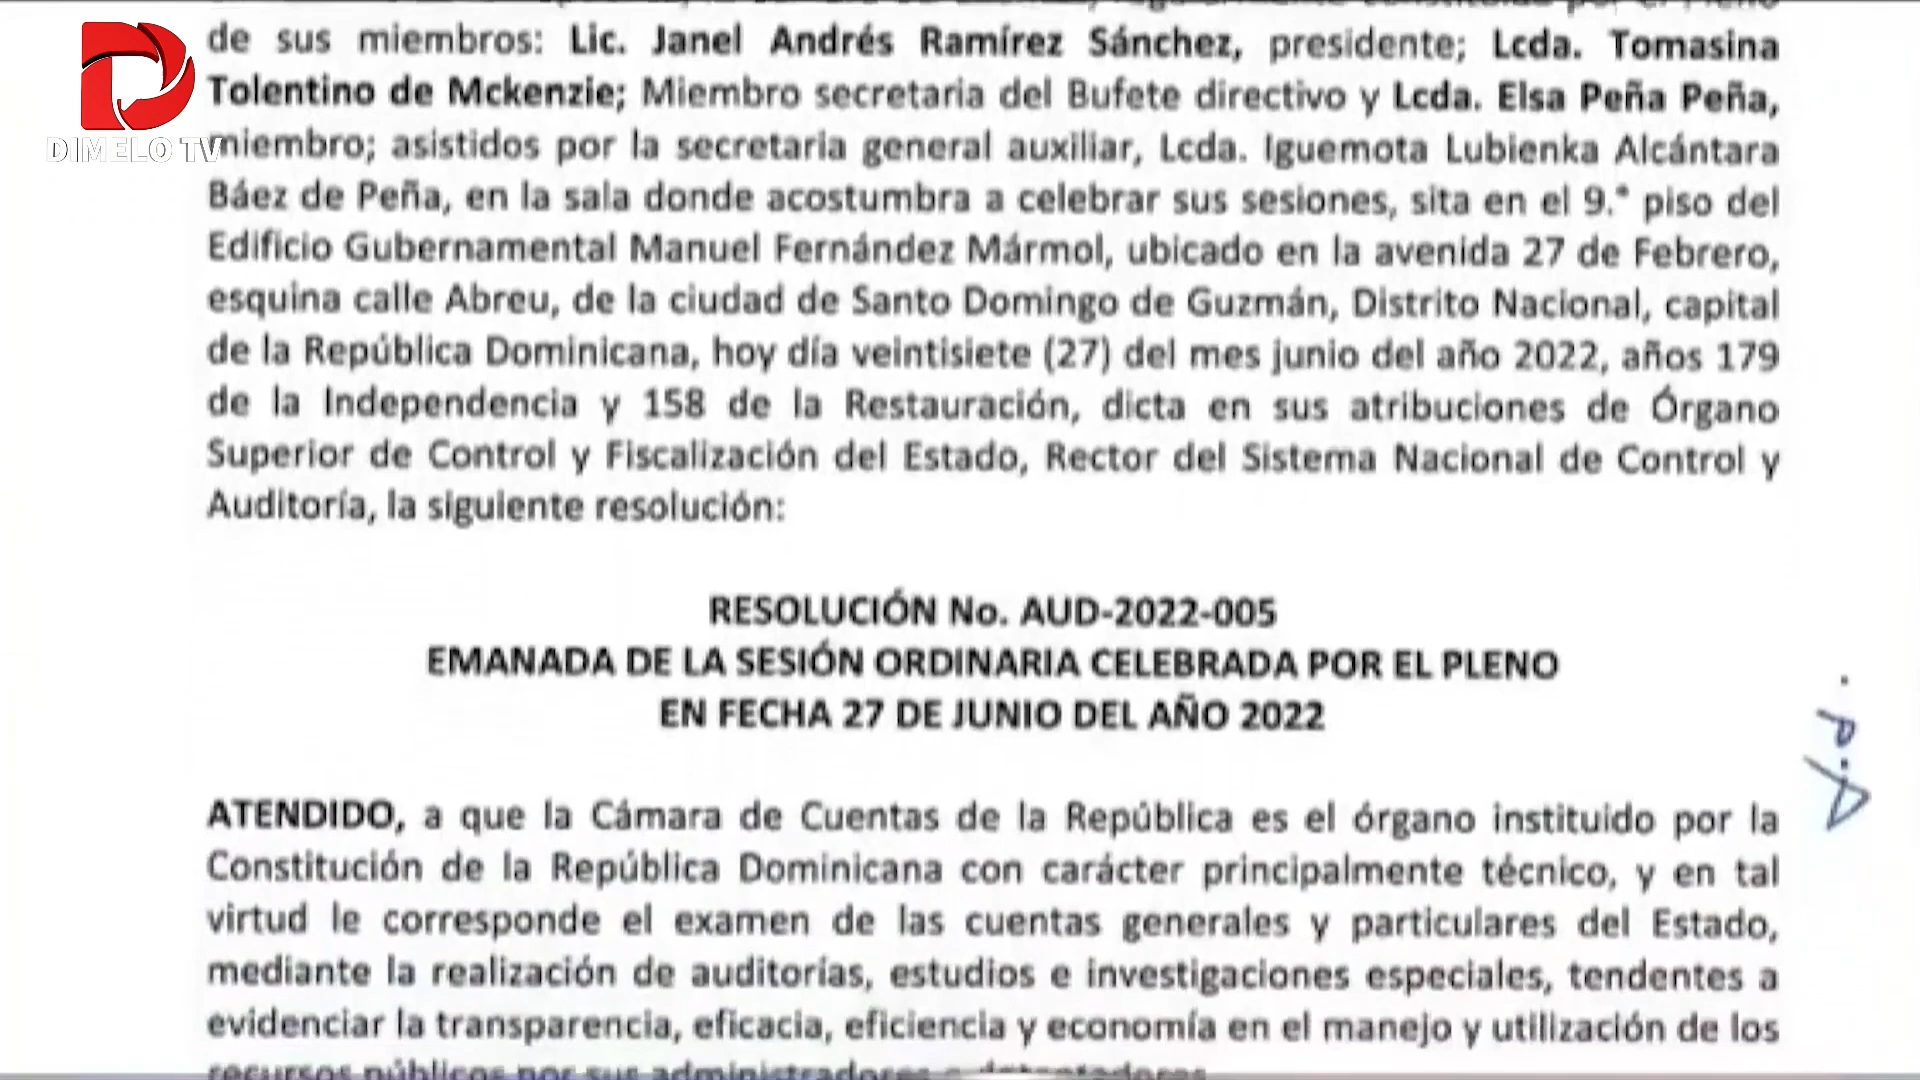 de sus miembros: Lic. Janel Andrés Ramírez Sánchez, presidente; Lcda. Tomasina
Tolentino de Mckenzie; Miembro secretaria del Bufete directivo y Lcda. Elsa Peña Peña,
DIMELO TV
miembro; asistidos por la secretaria general auxiliar, Lcda. Iguemota Lubienka Alcántara
Báez de Peña, en la sala donde acostumbra a celebrar sus sesiones, sita en el 9.° piso del
Edificio Gubernamental Manuel Fernández Mármol, ubicado en la avenida 27 de Febrero,
esquina calle Abreu, de la ciudad de Santo Domingo de Guzmán, Distrito Nacional, capital
de la República Dominicana, hoy día veintisiete (27) del mes junio del año 2022, años 179
de la Independencia y 158 de la Restauración, dicta en sus atribuciones de Órgano
Superior de Control y Fiscalización del Estado, Rector del Sistema Nacional de Control y
Auditoría, la siguiente resolución:
RESOLUCIÓN No. AUD-2022-005
EMANADA DE LA SESIÓN ORDINARIA CELEBRADA POR EL PLENO
EN FECHA 27 DE JUNIO DEL AÑO 2022
ATENDIDO, a que la Cámara de Cuentas de la República es el órgano instituido por la
Constitución de la República Dominicana con carácter principalmente técnico, y en tal
virtud le corresponde el examen de las cuentas generales y particulares del Estado,
mediante la realización de auditorías, estudios e investigaciones especiales, tendentes a
evidenciar la transparencia, eficacia, eficiencia y economía en el manejo y utilización de los
recursos públicos por sus administradores